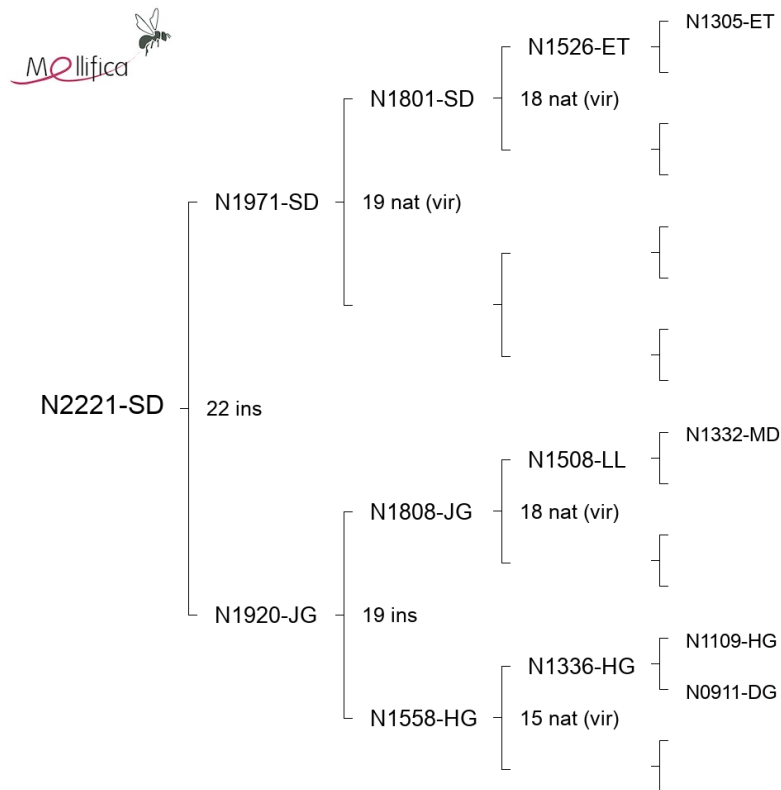 Mellifica
N1305-ET
N1526-ET
N1801-SD
18 nat (vir)
N1971-SD
19 nat (vir)
N2221-SD
22 ins
N1332-MD
N1508-LL
N1808-JG
18 nat (vir)
N1920-JG
19 ins
N1109-HG
N1336-HG
N0911-DG
N1558-HG
15 nat (vir)